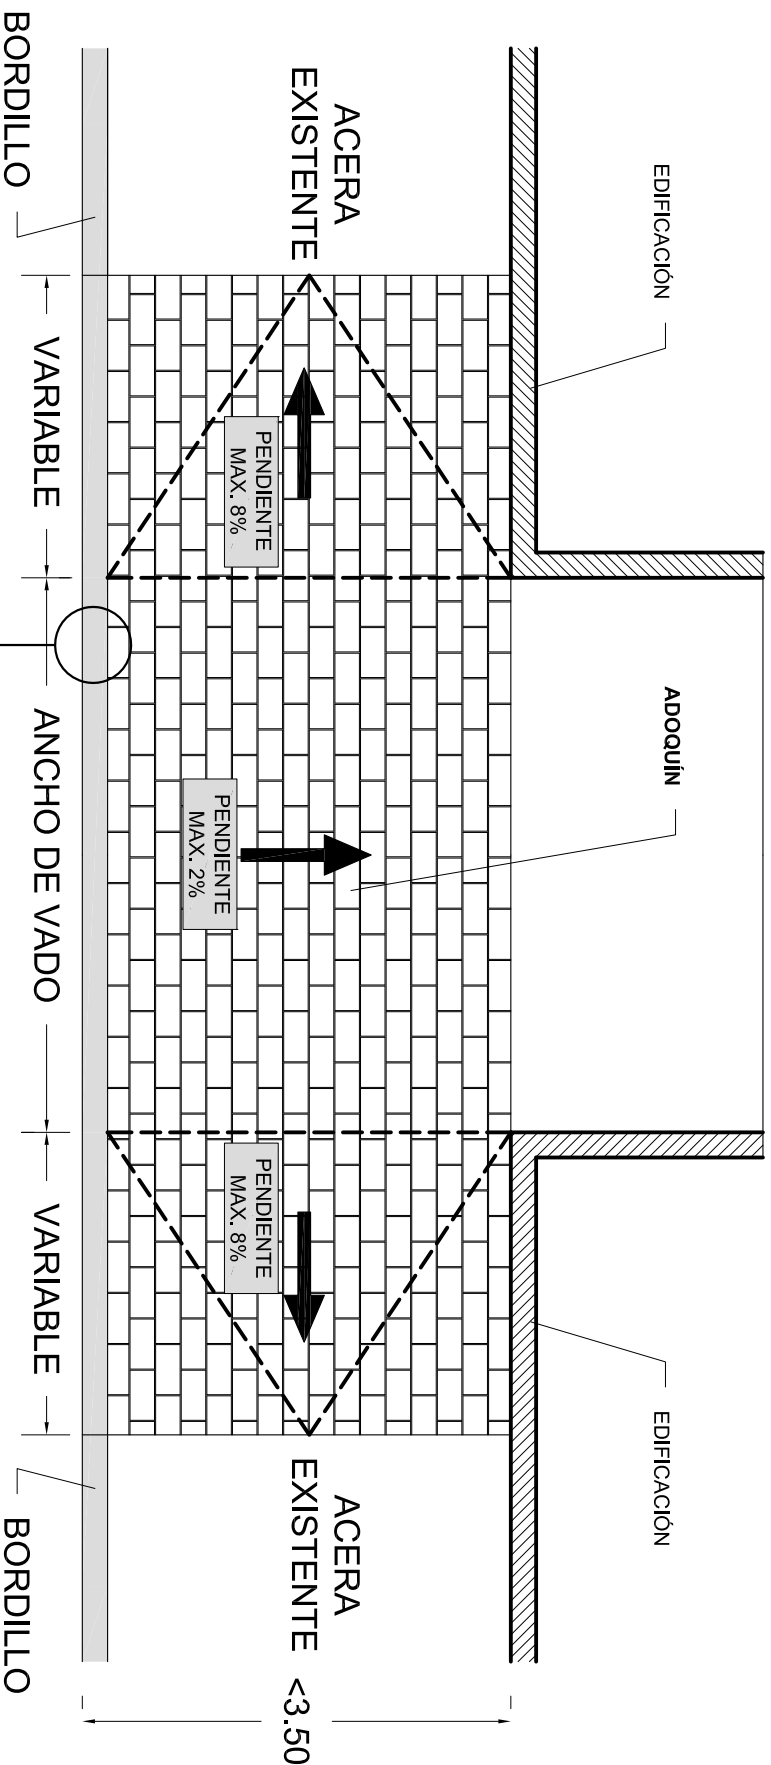 EDIFICACIÓN
ADOQUÍN
EDIFICACIÓN
ACERA
EXISTENTE
ACERA
EXISTENTE
<3.50
PENDIENTE
MAX. 8%
PENDIENTE
MAX. 2%
PENDIENTE
MAX. 8%
VARIABLE
ANCHO DE VADO
VARIABLE
BORDILLO
BORDILLO